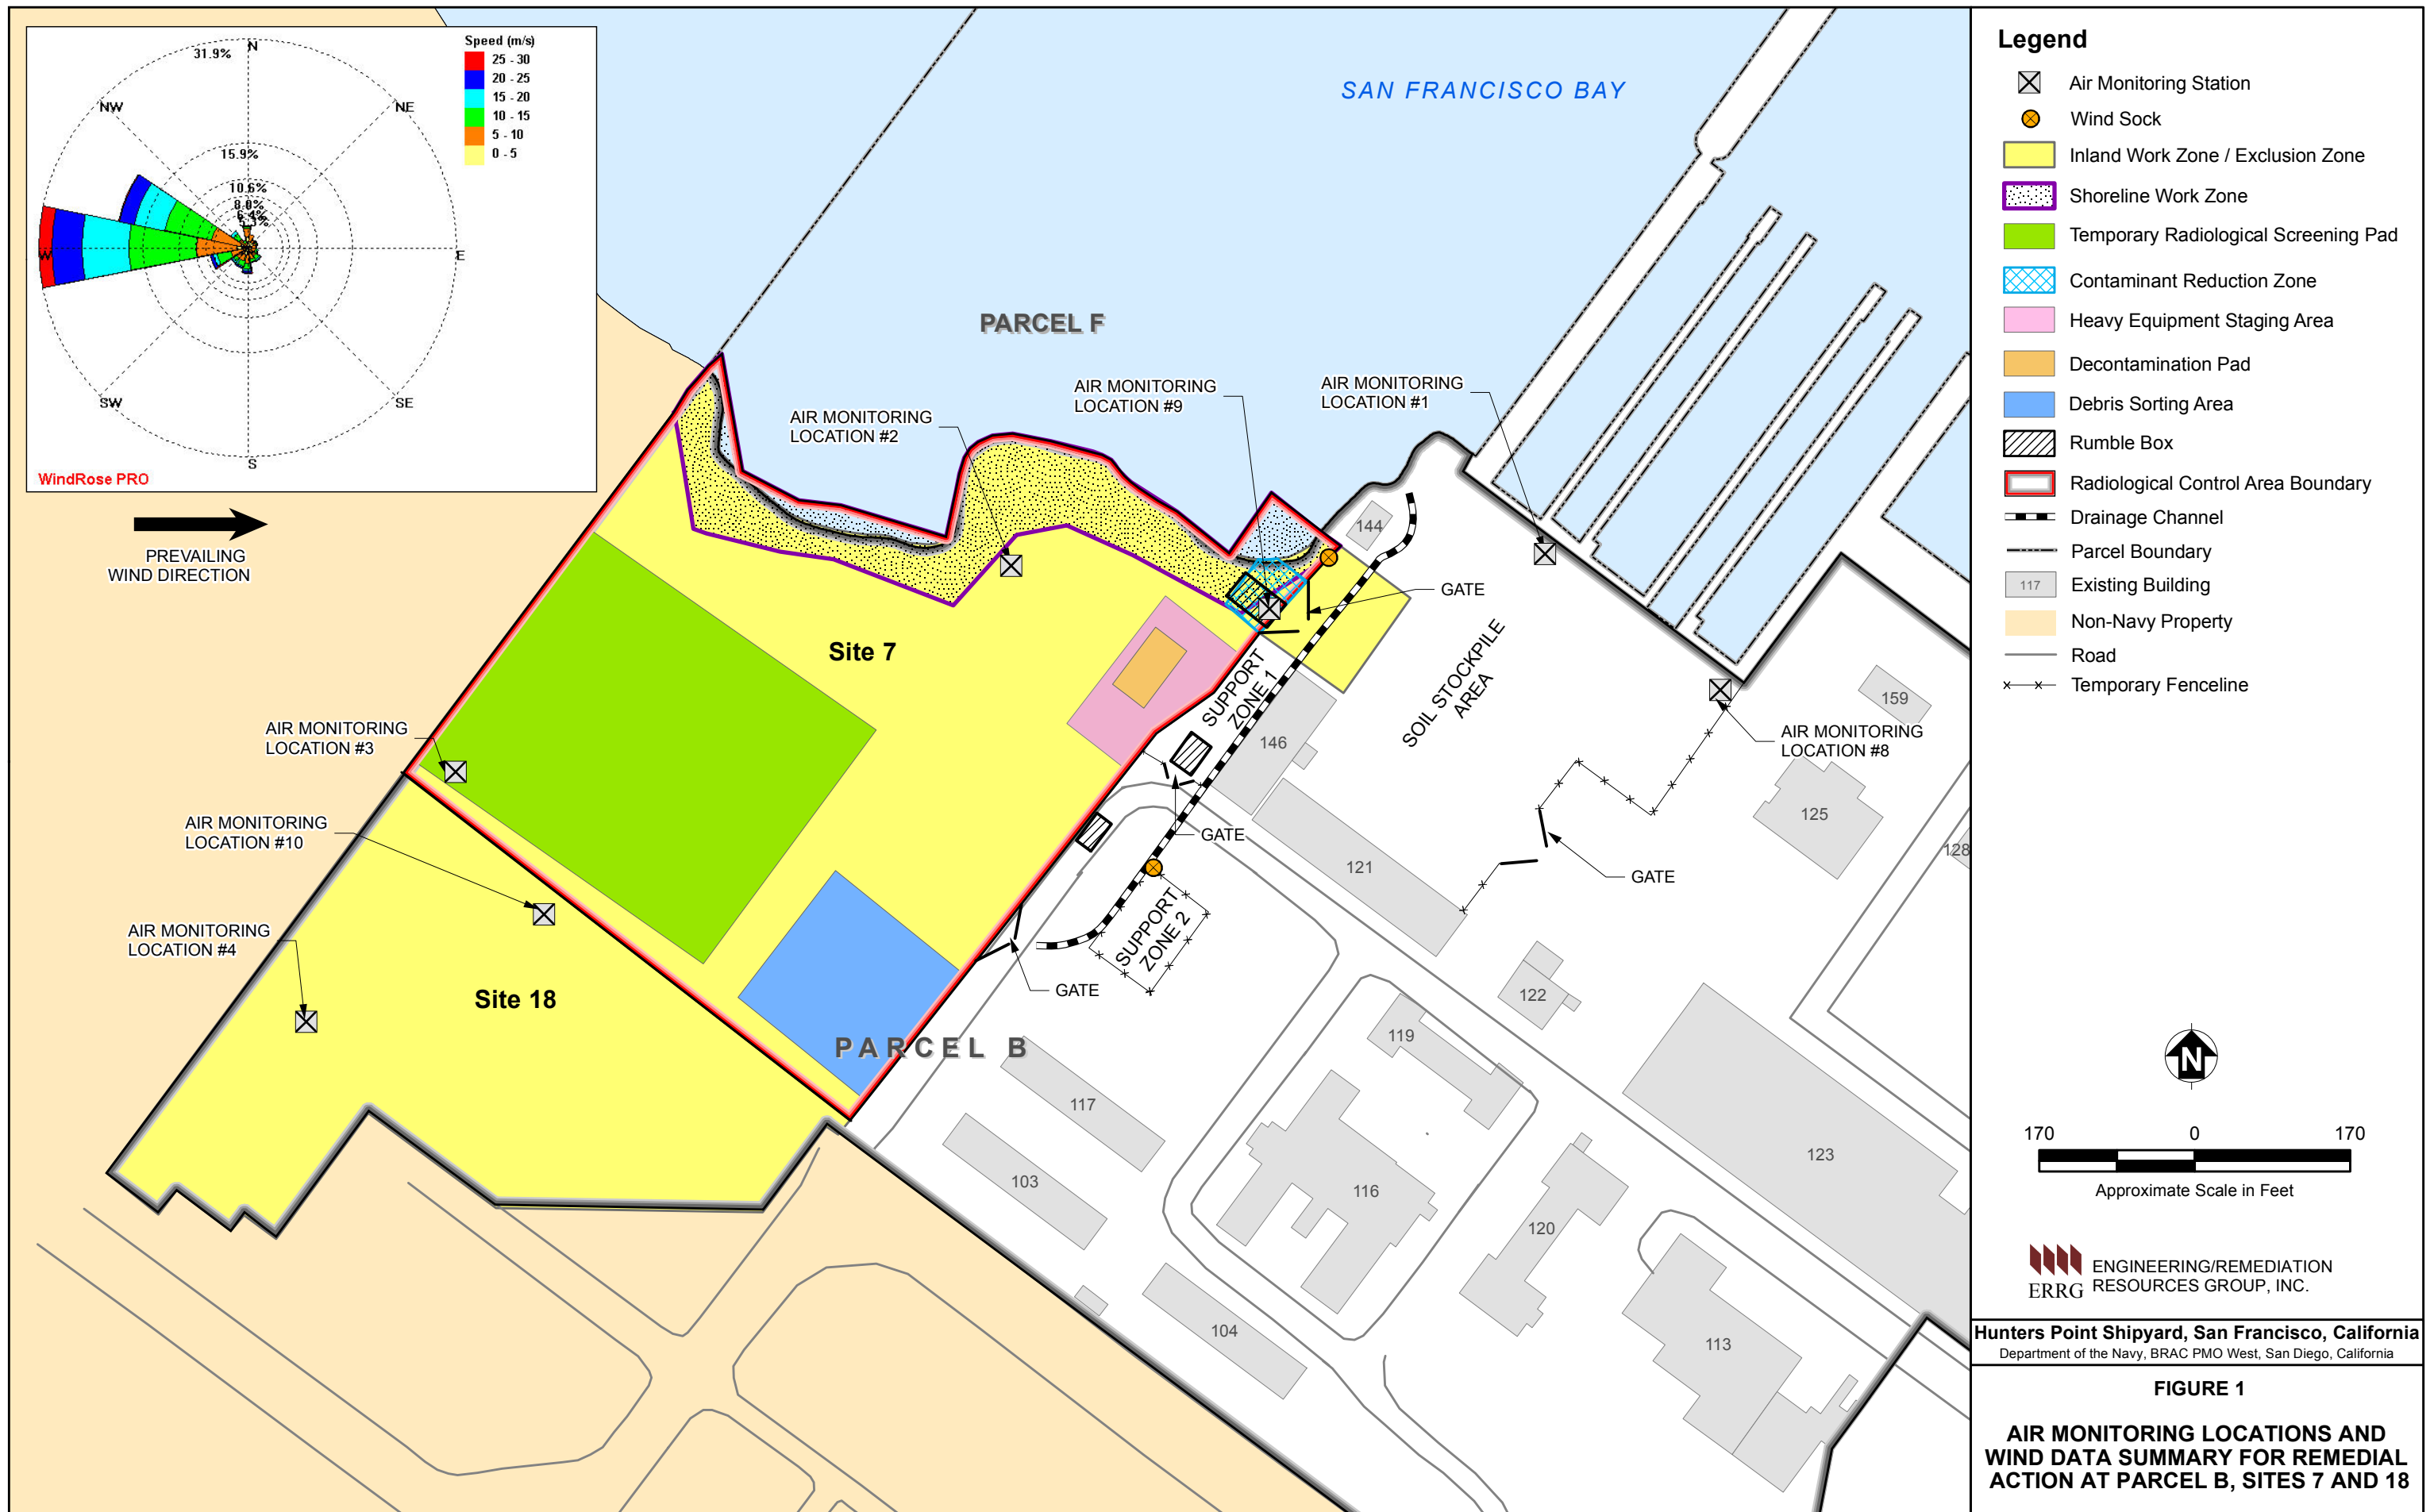 31.9%
N
NW
NE
15.9%
10.6%
8.0%
6.4%
W
E
SW
SE
S
Speed (m/s)
25 - 30
20 - 25
15 - 20
10 - 15
5 - 10
0 - 5
WindRose PRO
PREVAILING
WIND DIRECTION
SAN FRANCISCO BAY
PARCEL F
AIR MONITORING
LOCATION #2
AIR MONITORING
LOCATION #9
AIR MONITORING
LOCATION #1
144
GATE
Site 7
SUPPORT
ZONE 1
SOIL STOCKPILE
AREA
AIR MONITORING
LOCATION #3
146
159
AIR MONITORING
LOCATION #8
AIR MONITORING
LOCATION #10
GATE
125
128
121
GATE
AIR MONITORING
LOCATION #4
SUPPORT
ZONE 2
GATE
Site 18
122
PARCEL B
119
117
103
116
123
120
104
113
Legend
Air Monitoring Station
Wind Sock
Inland Work Zone / Exclusion Zone
Shoreline Work Zone
Temporary Radiological Screening Pad
Contaminant Reduction Zone
Heavy Equipment Staging Area
Decontamination Pad
Debris Sorting Area
Rumble Box
Radiological Control Area Boundary
Drainage Channel
Parcel Boundary
117 Existing Building
Non-Navy Property
Road
Temporary Fenceline
N
170 0 170
Approximate Scale in Feet
ERRG
ENGINEERING/REMEDIATION
RESOURCES GROUP, INC.
Hunters Point Shipyard, San Francisco, California
Department of the Navy, BRAC PMO West, San Diego, California
FIGURE 1
AIR MONITORING LOCATIONS AND
WIND DATA SUMMARY FOR REMEDIAL
ACTION AT PARCEL B, SITES 7 AND 18